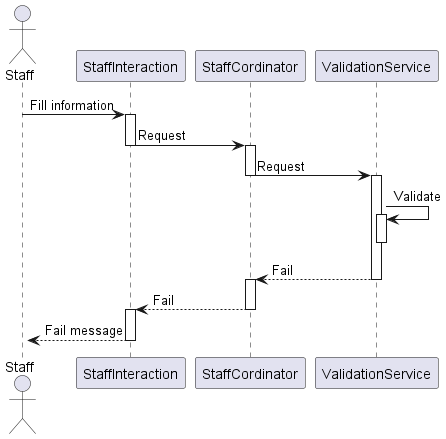 Staff
StaffInteraction
StaffCordinator
ValidationService
Fill information
Request
Request
Validate
Fail
Fail
Fail message
Staff
StaffInteraction
StaffCordinator
ValidationService